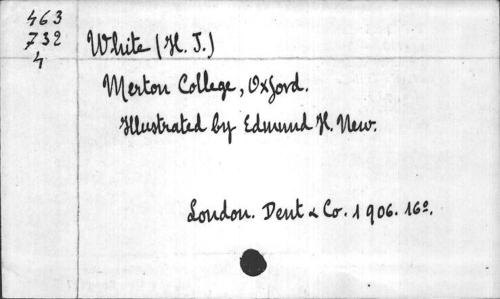 463
732
4
White (H. J.)
Merton College, Oxford.
Illustrated by Edmund H. New.
London. Dent & Co. 1906. 16º.